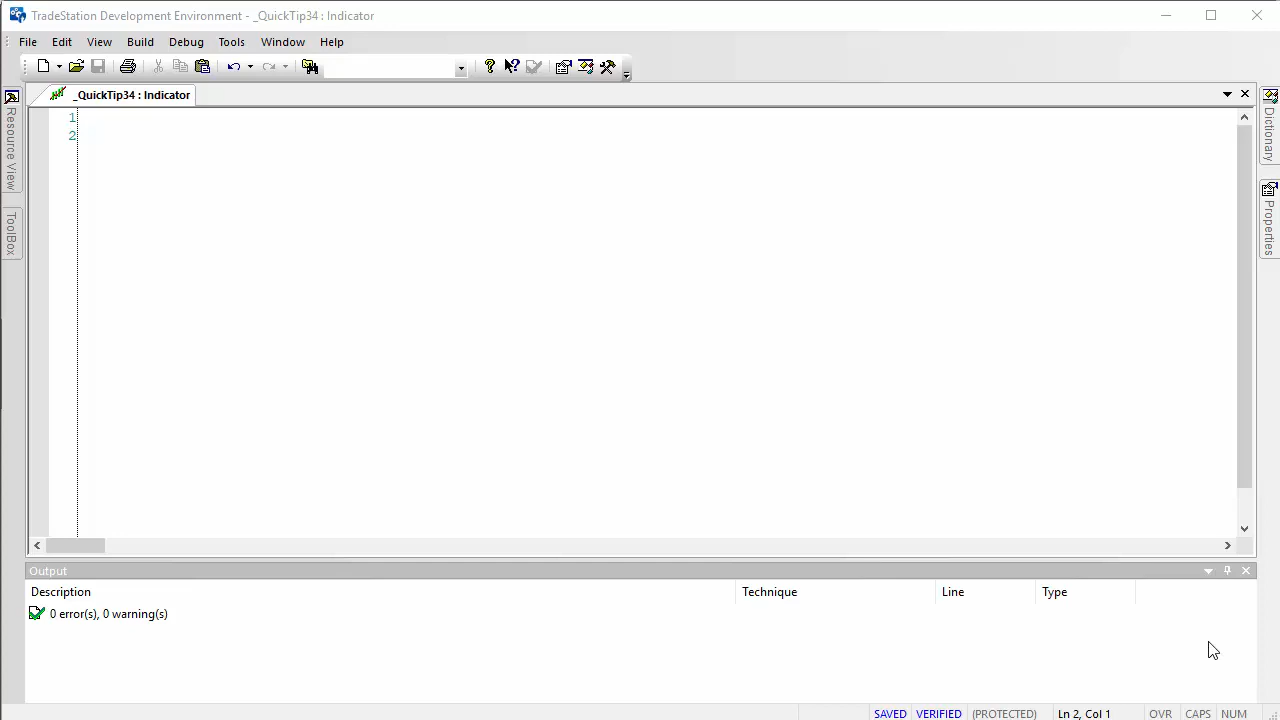 TradeStation Development Environment - _QuickTip34 : Indicator
File Edit View Build Debug Tools Window Help
_QuickTip34 : Indicator
Resource View
ToolBox
1
2
Dictionary
Properties
Output
Description Technique Line Type
0 error(s), 0 warning(s)
SAVED VERIFIED (PROTECTED) Ln 2, Col 1 OVR CAPS NUM